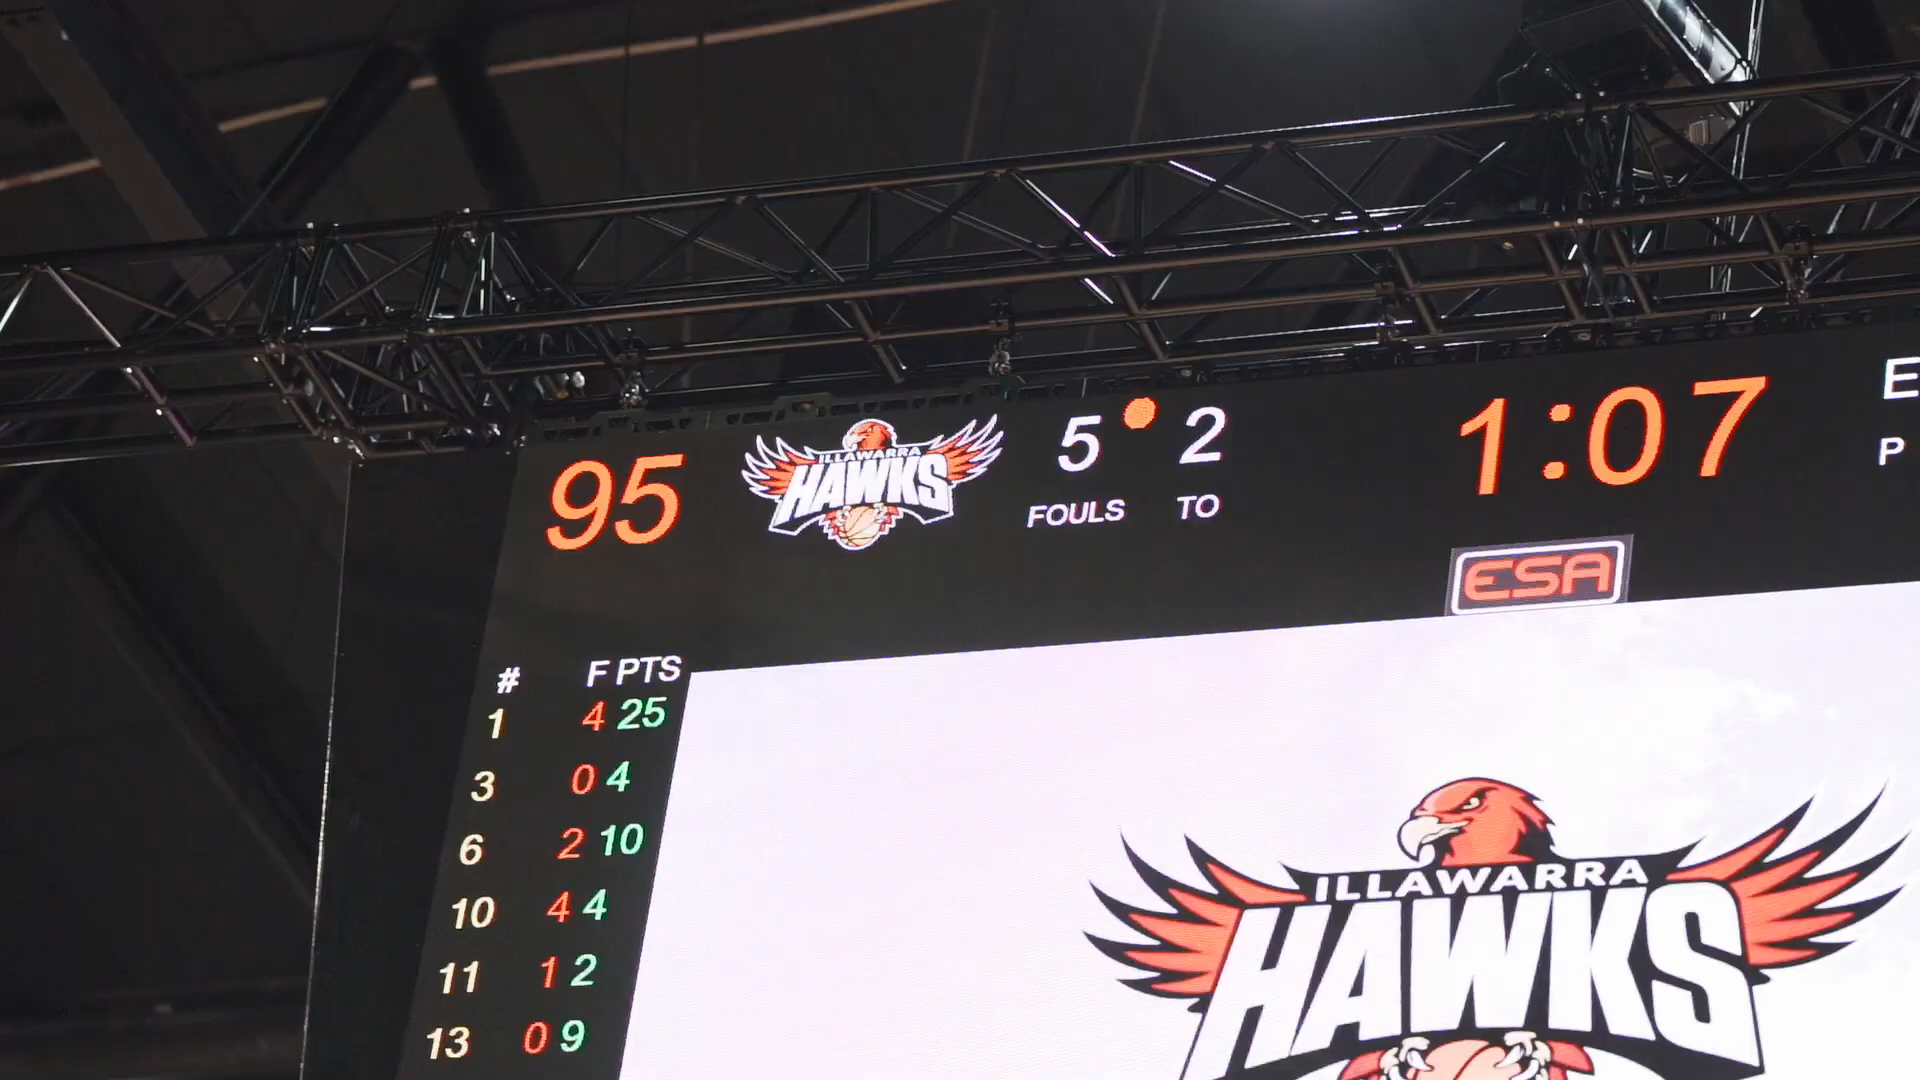 95 ILLAWARRA HAWKS 5 2 1:07 E
FOULS TO P
ESA
# F PTS
1 4 25
3 0 4
6 2 10
10 4 4
11 1 2
13 0 9
ILLAWARRA
HAWKS